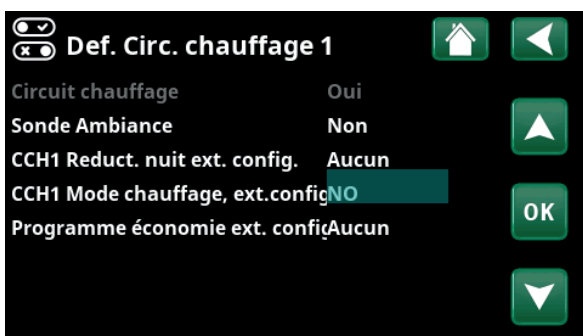 Def. Circ. chauffage 1
Circuit chauffage Oui
Sonde Ambiance Non
CCH1 Reduct. nuit ext. config. Aucun
CCH1 Mode chauffage, ext.config NO
Programme économie ext. config Aucun
OK